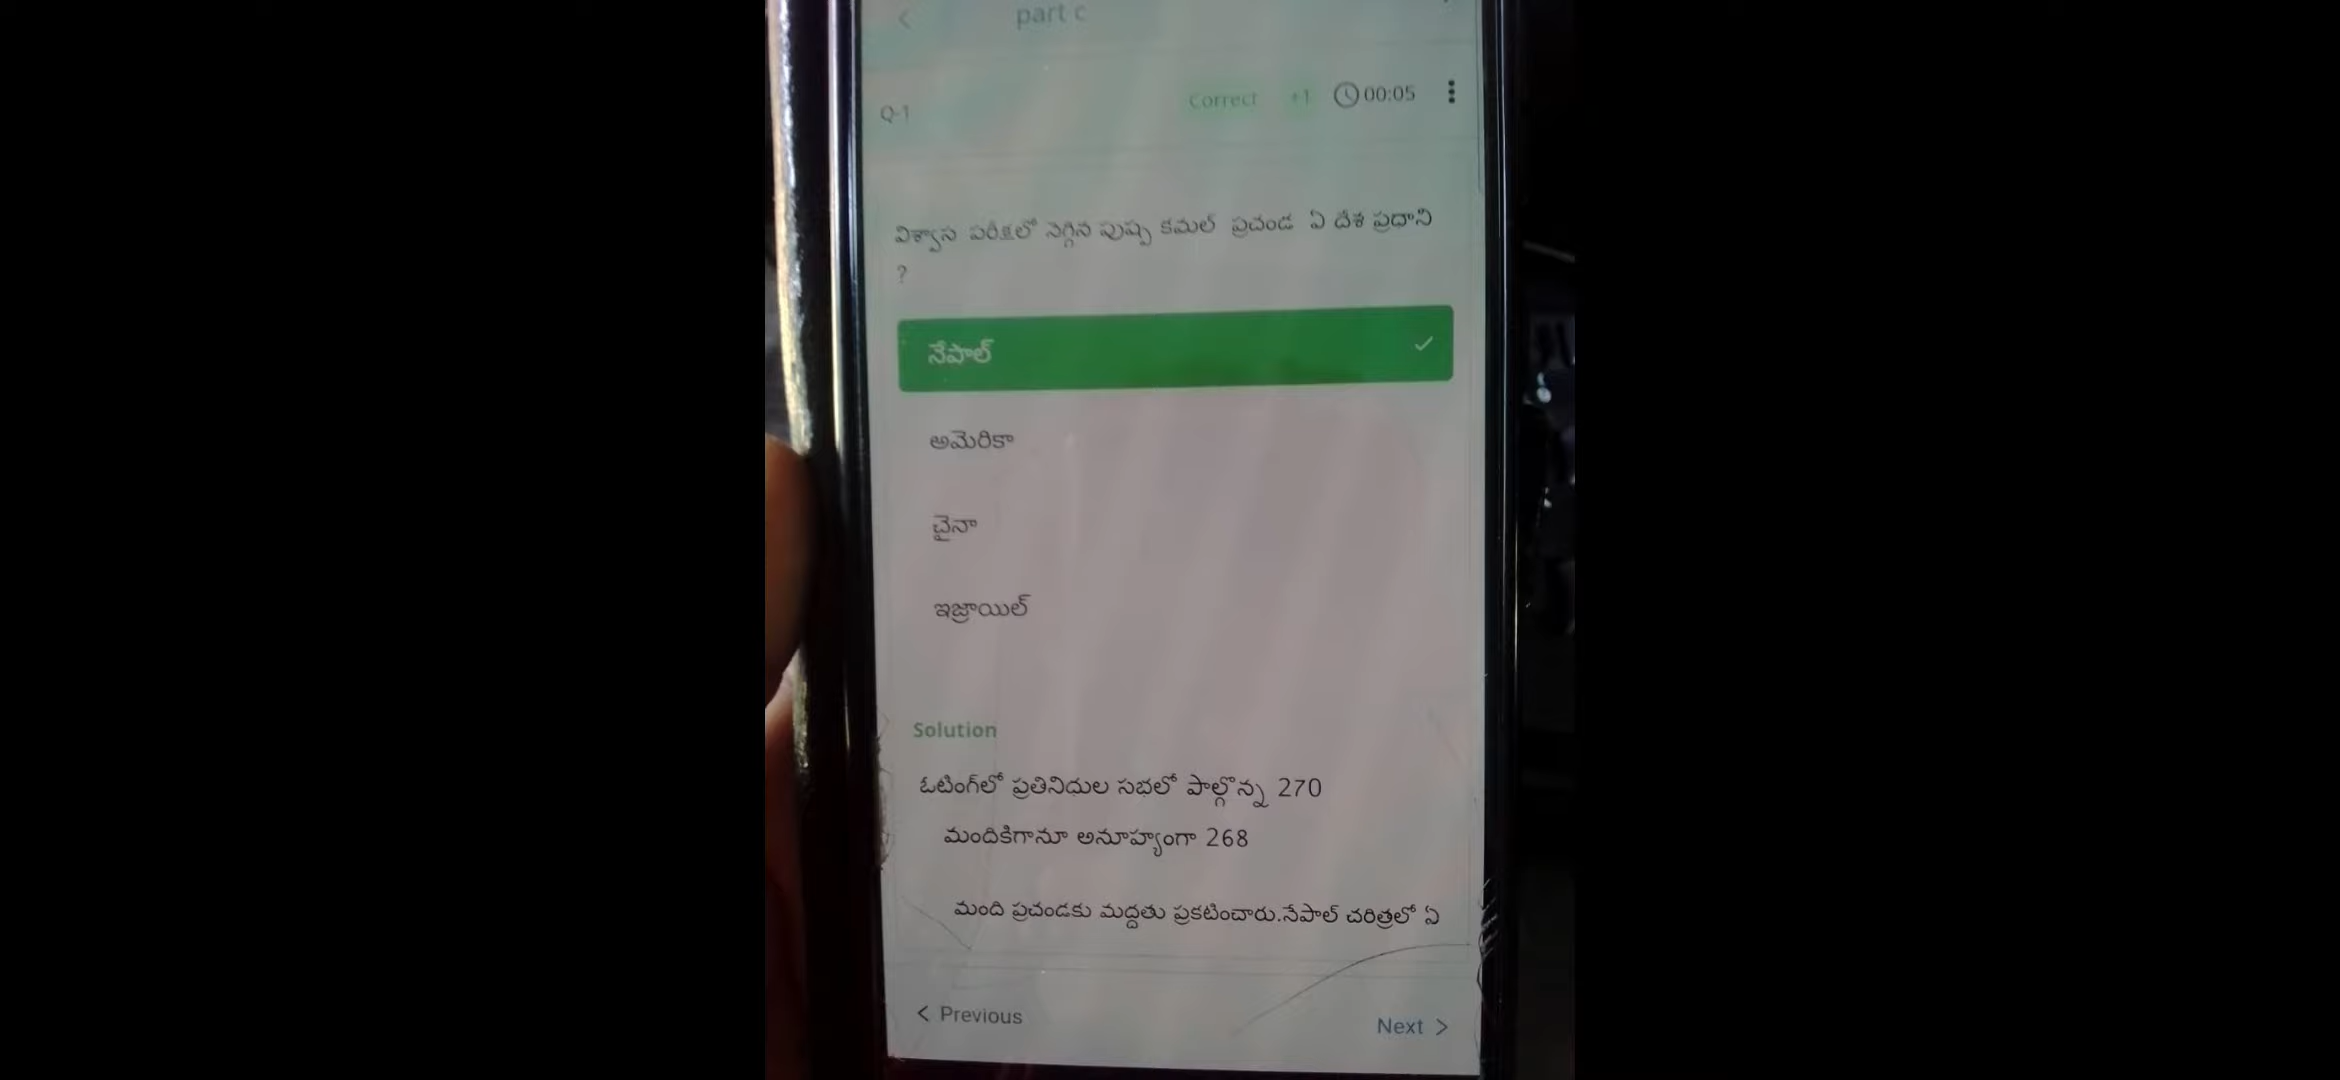 part c
Q-1
Correct +1 00:05
విశ్వాస పరీక్షలో నెగ్గిన పుష్ప కమల్ ప్రచండ ఏ దేశ ప్రధాని
?
నేపాల్
అమెరికా
చైనా
ఇజ్రాయిల్
Solution
ఓటింగ్‌లో ప్రతినిధుల సభలో పాల్గొన్న 270
మందికిగానూ అనూహ్యంగా 268
మంది ప్రచండకు మద్దతు ప్రకటించారు.నేపాల్ చరిత్రలో ఏ
< Previous
Next >